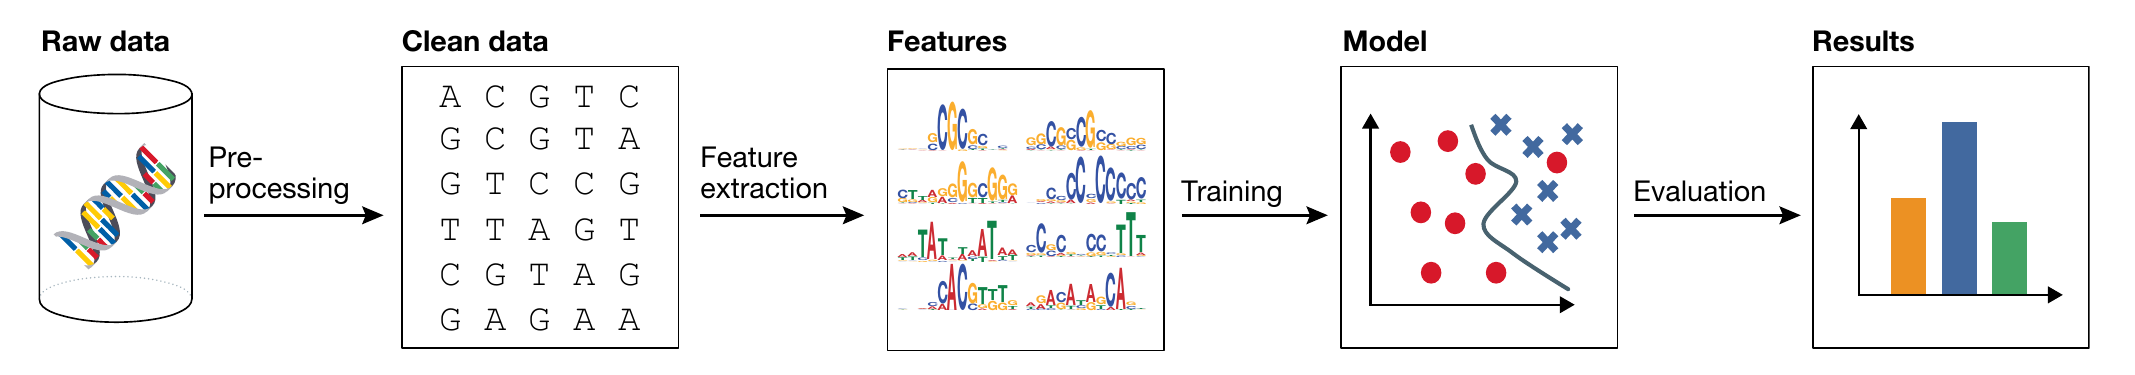 Raw data
Clean data
Features
Model
Results
Pre-
processing
A C G T C
G C G T A
G T C C G
T T A G T
C G T A G
G A G A A
Feature
extraction
Training
Evaluation